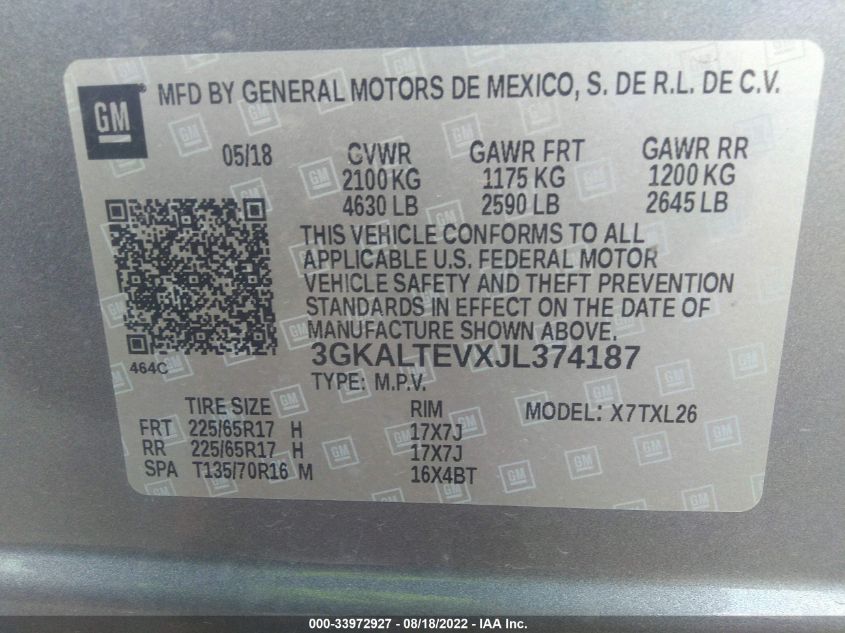 GM ® MFD BY GENERAL MOTORS DE MEXICO, S. DE R.L. DE C.V.
05/18 GVWR GAWR FRT GAWR RR
2100 KG 1175 KG 1200 KG
4630 LB 2590 LB 2645 LB
THIS VEHICLE CONFORMS TO ALL
APPLICABLE U.S. FEDERAL MOTOR
VEHICLE SAFETY AND THEFT PREVENTION
STANDARDS IN EFFECT ON THE DATE OF
MANUFACTURE SHOWN ABOVE.
464C 3GKALTEVXJL374187
TYPE: M.P.V.
TIRE SIZE RIM MODEL: X7TXL26
FRT 225/65R17 H 17X7J
RR 225/65R17 H 17X7J
SPA T135/70R16 M 16X4BT
000-33972927 - 08/18/2022 - IAA Inc.